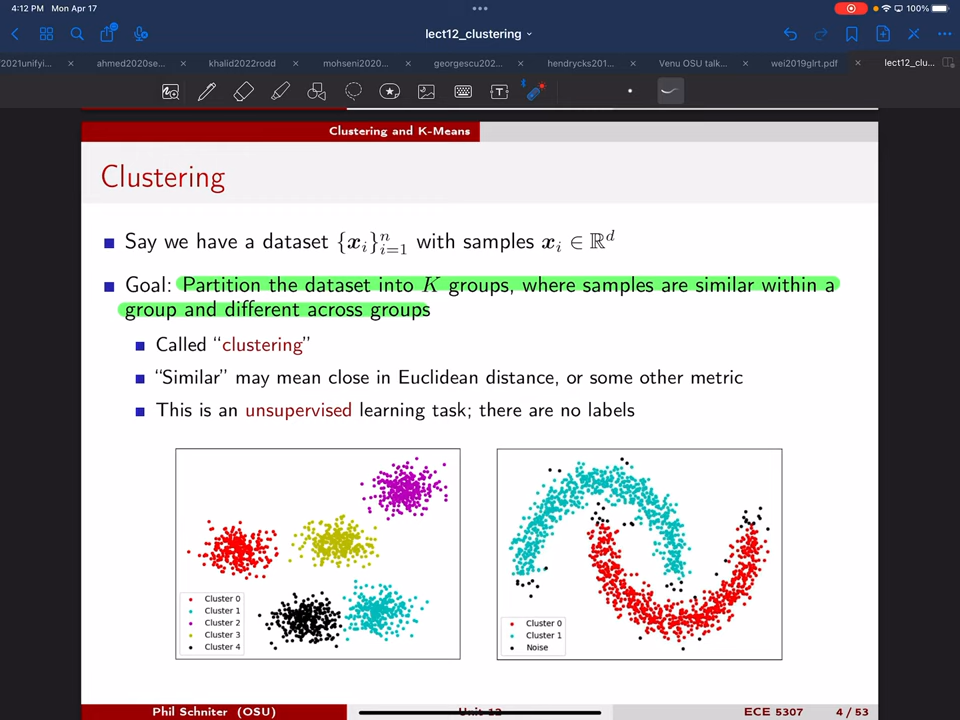 4:12 PM Mon Apr 17
100%
lect12_clustering
2021unifyi...
ahmed2020se...
khalid2022rodd
mohseni2020...
georgescu202...
hendrycks201...
Venu OSU talk...
wei2019glrt.pdf
lect12_clu...
Clustering and K-Means
Clustering
Say we have a dataset {x_i}_{i=1}^n with samples x_i ∈ ℝ^d
Goal: Partition the dataset into K groups, where samples are similar within a
group and different across groups
Called “clustering”
“Similar” may mean close in Euclidean distance, or some other metric
This is an unsupervised learning task; there are no labels
Cluster 0
Cluster 1
Cluster 2
Cluster 3
Cluster 4
Cluster 0
Cluster 1
Noise
Phil Schniter (OSU)
Unit 12
ECE 5307
4 / 53